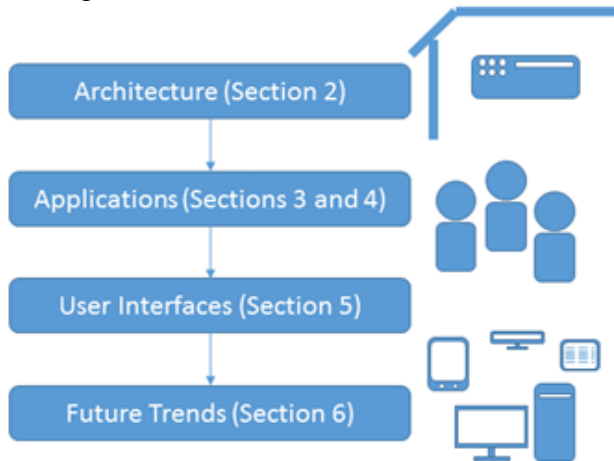 Architecture (Section 2)
Applications (Sections 3 and 4)
User Interfaces (Section 5)
Future Trends (Section 6)